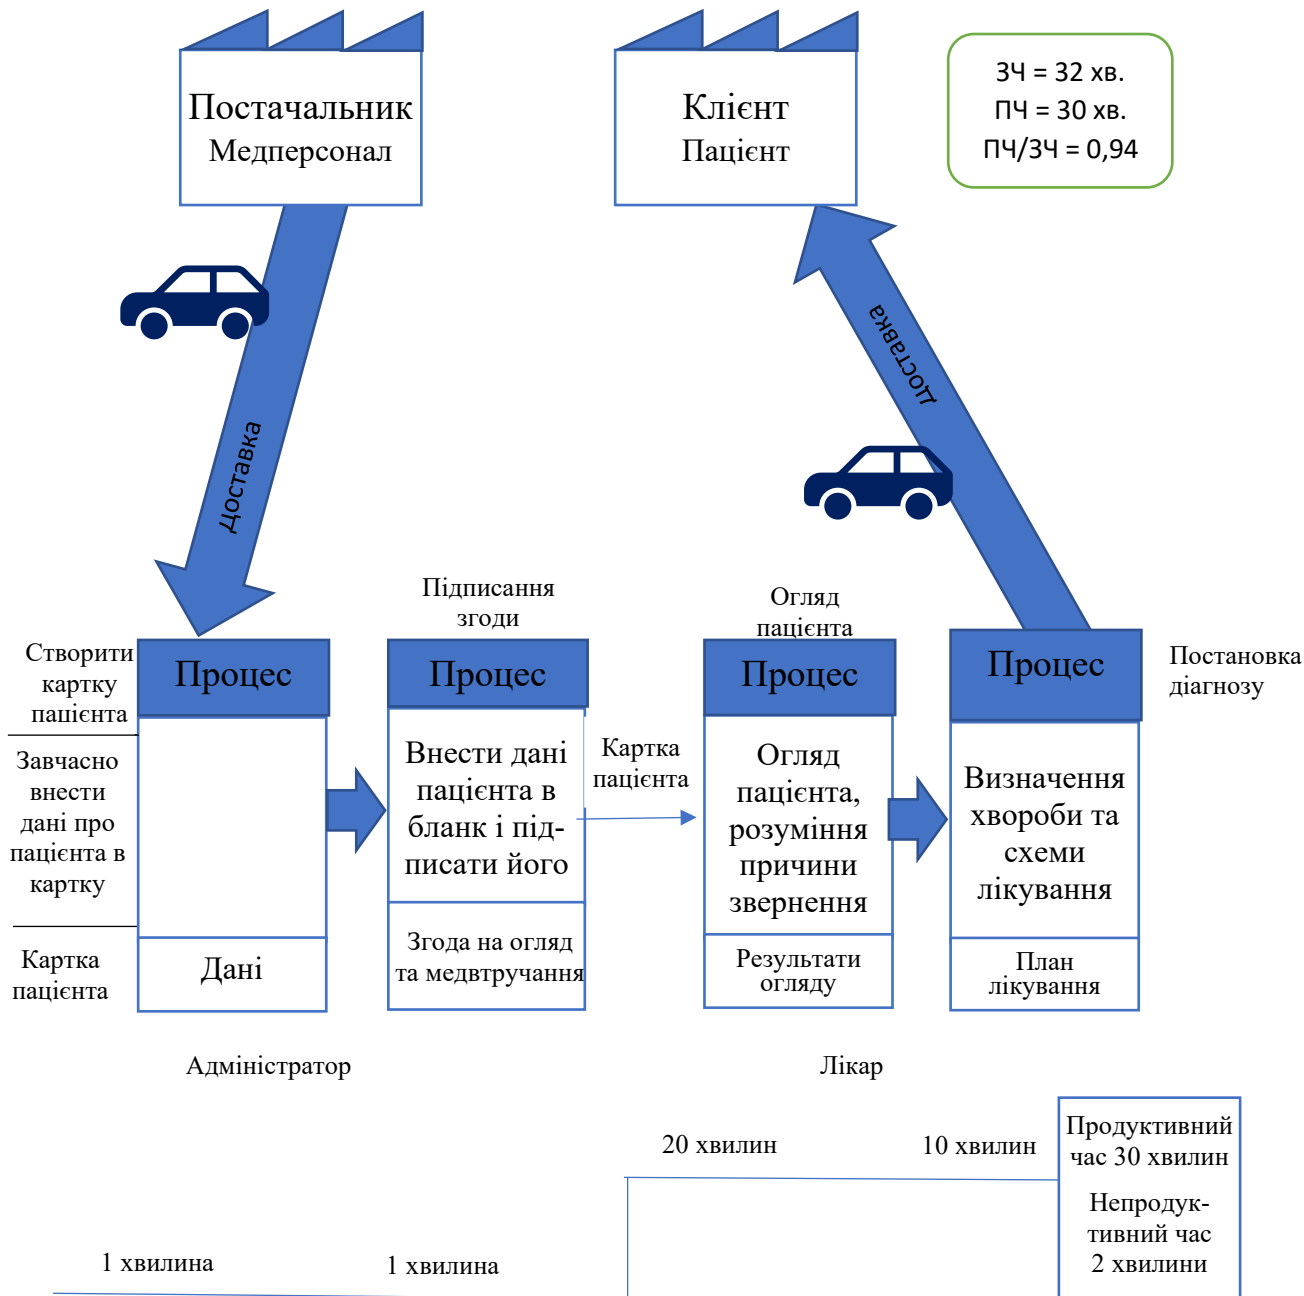 Постачальник
Медперсонал
Клієнт
Пацієнт
ЗЧ = 32 хв.
ПЧ = 30 хв.
ПЧ/ЗЧ = 0,94
Доставка
Доставка
Створити
картку
пацієнта
Завчасно
внести
дані про
пацієнта в
картку
Картка
пацієнта
Процес
Дані
Підписання
згоди
Процес
Внести дані
пацієнта в
бланк і під-
писати його
Згода на огляд
та медвтручання
Картка
пацієнта
Огляд
пацієнта
Процес
Огляд
пацієнта,
розуміння
причини
звернення
Результати
огляду
Процес
Визначення
хвороби та
схеми
лікування
План
лікування
Постановка
діагнозу
Адміністратор
Лікар
1 хвилина
1 хвилина
20 хвилин
10 хвилин
Продуктивний
час 30 хвилин
Непродук-
тивний час
2 хвилини